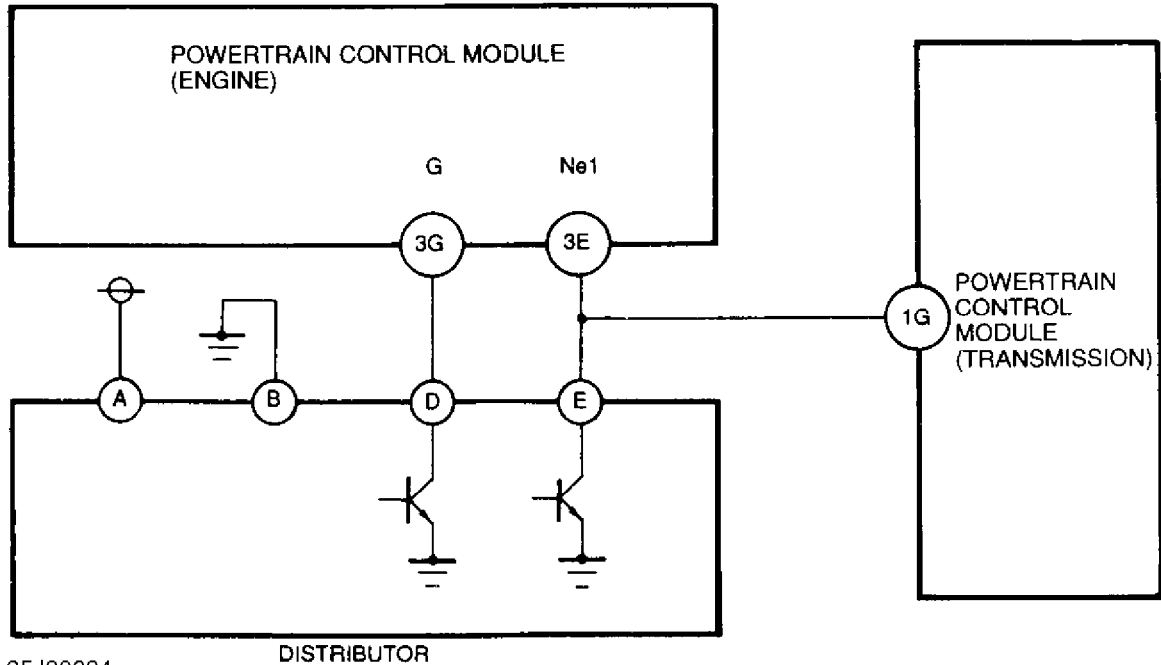 POWERTRAIN CONTROL MODULE
(ENGINE)
G
Ne1
3G
3E
1G
POWERTRAIN
CONTROL
MODULE
(TRANSMISSION)
A
B
D
E
DISTRIBUTOR